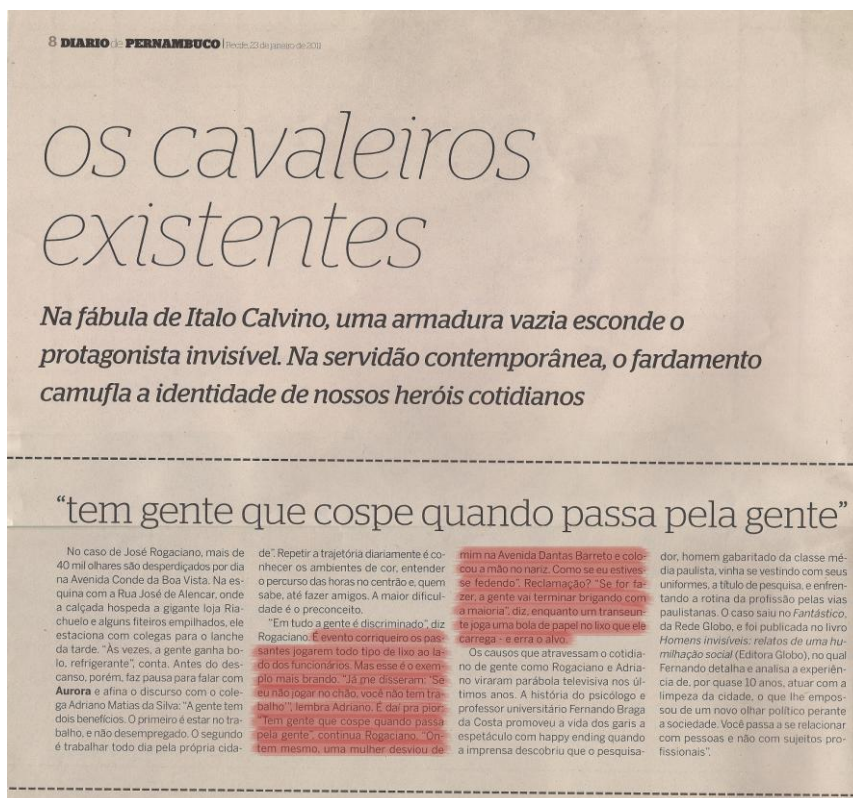 8 DIARIO de PERNAMBUCO | Recife, 23 de janeiro de 2011
os cavaleiros
existentes
Na fábula de Italo Calvino, uma armadura vazia esconde o
protagonista invisível. Na servidão contemporânea, o fardamento
camufla a identidade de nossos heróis cotidianos
“tem gente que cospe quando passa pela gente”
No caso de José Rogaciano, mais de
40 mil olhares são desperdiçados por dia
na Avenida Conde da Boa Vista. Na es-
quina com a Rua José de Alencar, onde
a calçada hospeda a gigante loja Ria-
chuelo e alguns fiteiros empilhados, ele
estaciona com colegas para o lanche
da tarde. “Às vezes, a gente ganha bo-
lo, refrigerante”, conta. Antes do des-
canso, porém, faz pausa para falar com
Aurora e afina o discurso com o cole-
ga Adriano Matias da Silva: “A gente tem
dois benefícios. O primeiro é estar no tra-
balho, e não desempregado. O segundo
é trabalhar todo dia pela própria cida-
de”. Repetir a trajetória diariamente é co-
nhecer os ambientes de cor, entender
o percurso das horas no centrão e, quem
sabe, até fazer amigos. A maior dificul-
dade é o preconceito.
“Em tudo a gente é discriminado”, diz
Rogaciano. É evento corriqueiro os pas-
santes jogarem todo tipo de lixo ao la-
do dos funcionários. Mas esse é o exem-
plo mais brando. “Já me disseram: ‘Se
eu não jogar no chão, você não tem tra-
balho’”, lembra Adriano. E daí pra pior.
“Tem gente que cospe quando passa
pela gente”, continua Rogaciano. “On-
tem mesmo, uma mulher desviou de
mim na Avenida Dantas Barreto e colo-
cou a mão no nariz. Como se eu estives-
se fedendo”. Reclamação? “Se for fa-
zer, a gente vai terminar brigando com
a maioria”, diz, enquanto um transeun-
te joga uma bola de papel no lixo que ele
carrega - e erra o alvo.
Os causos que atravessam o cotidia-
no de gente como Rogaciano e Adria-
no viraram parábola televisiva nos úl-
timos anos. A história do psicólogo e
professor universitário Fernando Braga
da Costa promoveu a vida dos garis a
espetáculo com happy ending quando
a imprensa descobriu que o pesquisa-
dor, homem gabaritado da classe mé-
dia paulista, vinha se vestindo com seus
uniformes, a título de pesquisa, e enfren-
tando a rotina da profissão pelas vias
paulistanas. O caso saiu no Fantástico,
da Rede Globo, e foi publicada no livro
Homens invisíveis: relatos de uma hu-
milhação social (Editora Globo), no qual
Fernando detalha e analisa a experiên-
cia de, por quase 10 anos, atuar com a
limpeza da cidade, o que lhe empos-
sou de um novo olhar político perante
a sociedade. Você passa a se relacionar
com pessoas e não com sujeitos pro-
fissionais”.